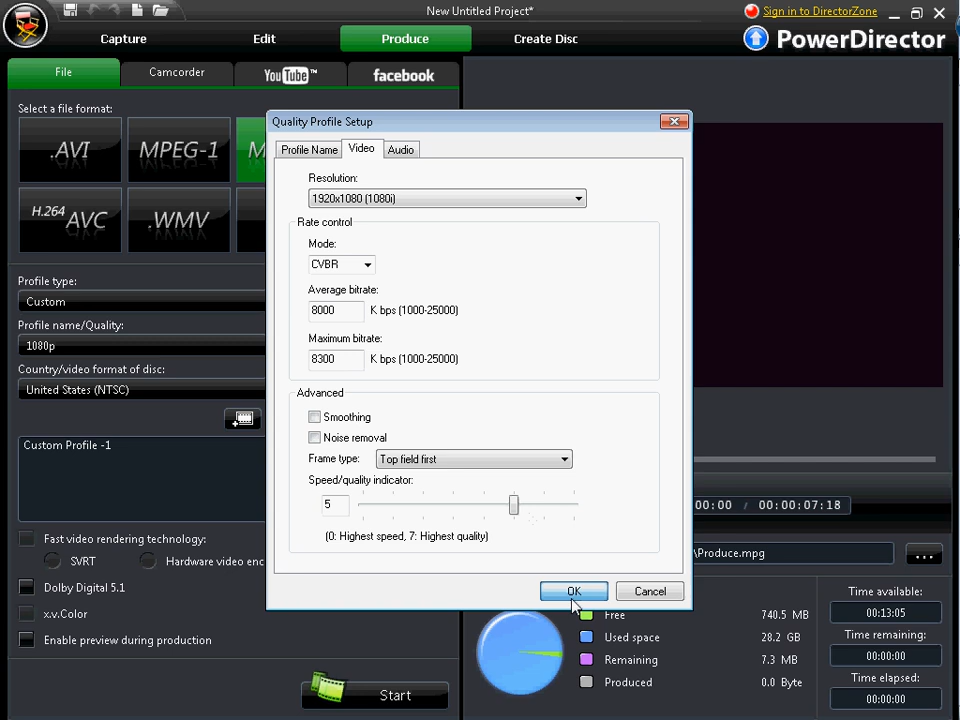 New Untitled Project*
Sign in to DirectorZone
Capture
Edit
Produce
Create Disc
PowerDirector
File
Camcorder
YouTube™
facebook
Select a file format:
.AVI
MPEG-1
M
H.264 AVC
.WMV
Profile type:
Custom
Profile name/Quality:
1080p
Country/video format of disc:
United States (NTSC)
Custom Profile -1
Fast video rendering technology:
SVRT
Hardware video enc
Dolby Digital 5.1
x.v.Color
Enable preview during production
Start
Quality Profile Setup
Profile Name
Video
Audio
Resolution:
1920x1080 (1080i)
Rate control
Mode:
CVBR
Average bitrate:
8000 K bps (1000-25000)
Maximum bitrate:
8300 K bps (1000-25000)
Advanced
Smoothing
Noise removal
Frame type: Top field first
Speed/quality indicator:
5
(0: Highest speed, 7: Highest quality)
OK
Cancel
00:00 / 00:00:07:18
\Produce.mpg
...
Free 740.5 MB
Used space 28.2 GB
Remaining 7.3 MB
Produced 0.0 Byte
Time available:
00:13:05
Time remaining:
00:00:00
Time elapsed:
00:00:00